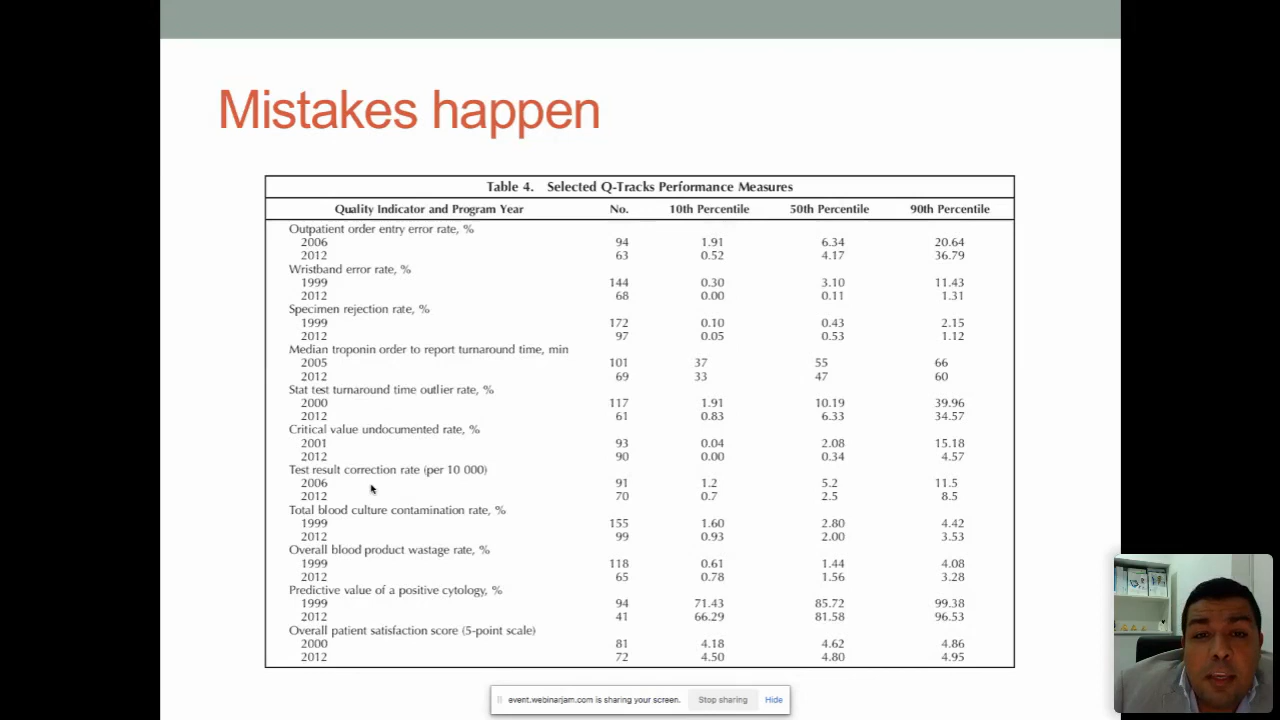 Mistakes happen
Table 4. Selected Q-Tracks Performance Measures
Quality Indicator and Program Year No. 10th Percentile 50th Percentile 90th Percentile
Outpatient order entry error rate, %
2006 94 1.91 6.34 20.64
2012 63 0.52 4.17 36.79
Wristband error rate, %
1999 144 0.30 3.10 11.43
2012 68 0.00 0.11 1.31
Specimen rejection rate, %
1999 172 0.10 0.43 2.15
2012 97 0.05 0.53 1.12
Median troponin order to report turnaround time, min
2005 101 37 55 66
2012 69 33 47 60
Stat test turnaround time outlier rate, %
2000 117 1.91 10.19 39.96
2012 61 0.83 6.33 34.57
Critical value undocumented rate, %
2001 93 0.04 2.08 15.18
2012 90 0.00 0.34 4.57
Test result correction rate (per 10 000)
2006 91 1.2 5.2 11.5
2012 70 0.7 2.5 8.5
Total blood culture contamination rate, %
1999 155 1.60 2.80 4.42
2012 99 0.93 2.00 3.53
Overall blood product wastage rate, %
1999 118 0.61 1.44 4.08
2012 65 0.78 1.56 3.28
Predictive value of a positive cytology, %
1999 94 71.43 85.72 99.38
2012 41 66.29 81.58 96.53
Overall patient satisfaction score (5-point scale)
2000 81 4.18 4.62 4.86
2012 72 4.50 4.80 4.95
event.webinarjam.com is sharing your screen. Stop sharing Hide